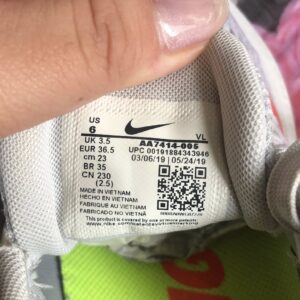 US
6
VL
UK 3.5
EUR 36.5
cm 23
BR 35
CN 230
(2.5)
AA7414-005
UPC 00191884343946
03/06/19 05/24/19
MADE IN VIETNAM
HECHO EN VIETNAM
FABRIQUÉ AU VIETNAM
FABRICADO NO VIETNÃ